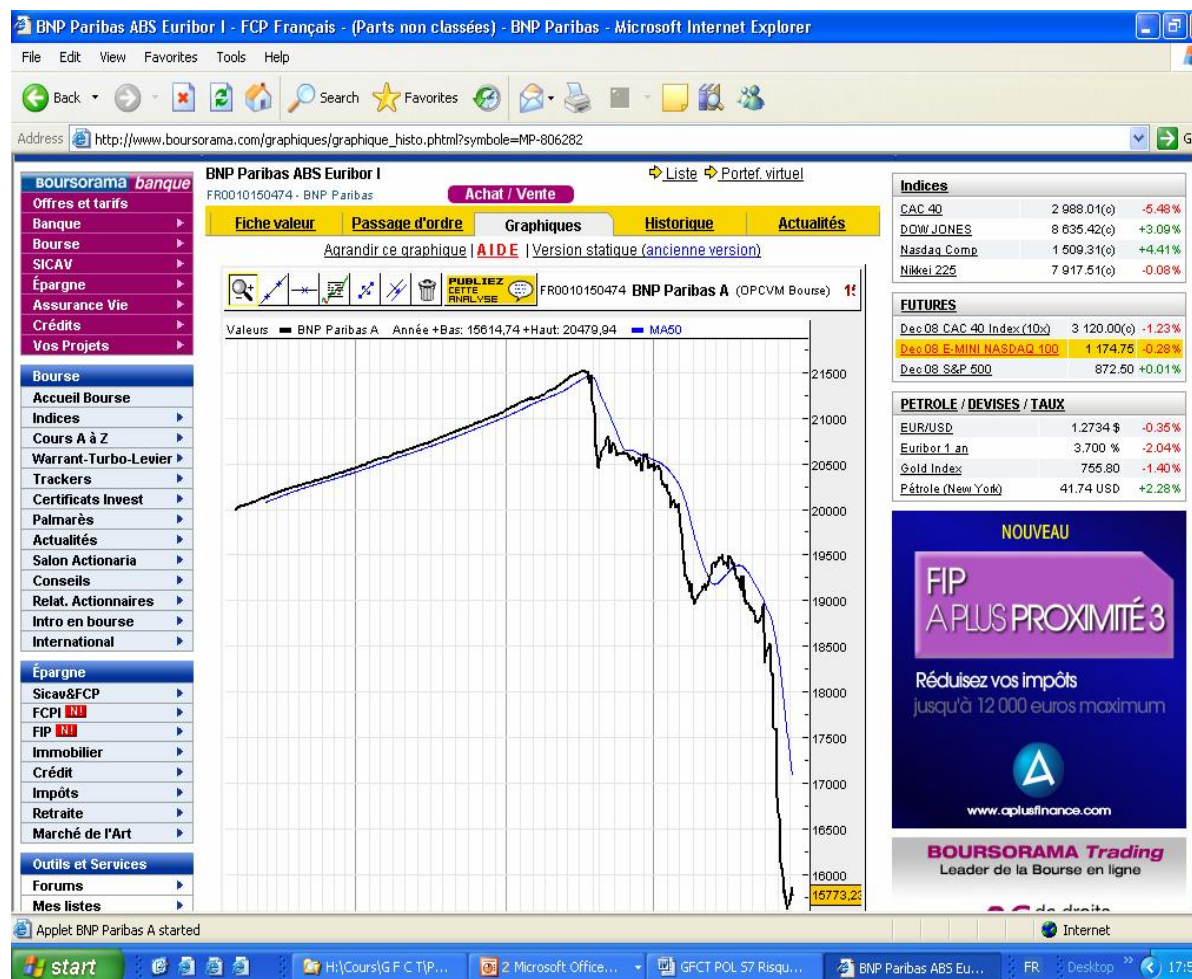 BNP Paribas ABS Euribor I - FCP Français - (Parts non classées) - BNP Paribas - Microsoft Internet Explorer
File Edit View Favorites Tools Help
Back Search Favorites
Address http://www.boursorama.com/graphiques/graphique_histo.phtml?symbole=MP-806282
BOURSORAMA banque
Offres et tarifs
Banque
Bourse
SICAV
Épargne
Assurance Vie
Crédits
Vos Projets
Bourse
Accueil Bourse
Indices
Cours A à Z
Warrant-Turbo-Levier
Trackers
Certificats Invest
Palmarès
Actualités
Salon Actionaria
Conseils
Relat. Actionnaires
Intro en bourse
International
Épargne
Sicav&FCP
FCPI N!
FIP N!
Immobilier
Crédit
Impôts
Retraite
Marché de l'Art
Outils et Services
Forums
Mes listes
BNP Paribas ABS Euribor I
Liste Portef. virtuel
FR0010150474 - BNP Paribas
Achat / Vente
Fiche valeur Passage d'ordre Graphiques Historique Actualités
Agrandir ce graphique | AIDE | Version statique (ancienne version)
PUBLIEZ CETTE ANALYSE
FR0010150474 BNP Paribas A (OPCVM Bourse)
Valeurs BNP Paribas A Année +Bas: 15614,74 +Haut: 20479,94 MA50
21500
21000
20500
20000
19500
19000
18500
18000
17500
17000
16500
16000
15773,23
Indices
CAC 40 2 988.01(c) -5.48%
DOW JONES 8 635.42(c) +3.09%
Nasdaq Comp 1 509.31(c) +4.41%
Nikkei 225 7 917.51(c) -0.08%
FUTURES
Dec 08 CAC 40 Index (10x) 3 120.00(c) -1.23%
Dec 08 E-MINI NASDAQ 100 1 174.75 -0.28%
Dec 08 S&P 500 872.50 +0.01%
PETROLE / DEVISES / TAUX
EUR/USD 1.2734 $ -0.35%
Euribor 1 an 3.700 % -2.04%
Gold Index 755.80 -1.40%
Pétrole (New York) 41.74 USD +2.28%
NOUVEAU
FIP
A PLUS PROXIMITÉ 3
Réduisez vos impôts
jusqu'à 12 000 euros maximum
www.aplusfinance.com
BOURSORAMA Trading
Leader de la Bourse en ligne
Applet BNP Paribas A started
Internet
start
H:\Cours\G F C T\P...
2 Microsoft Office...
GFCT POL S7 Risqu...
BNP Paribas ABS Eu...
FR
Desktop